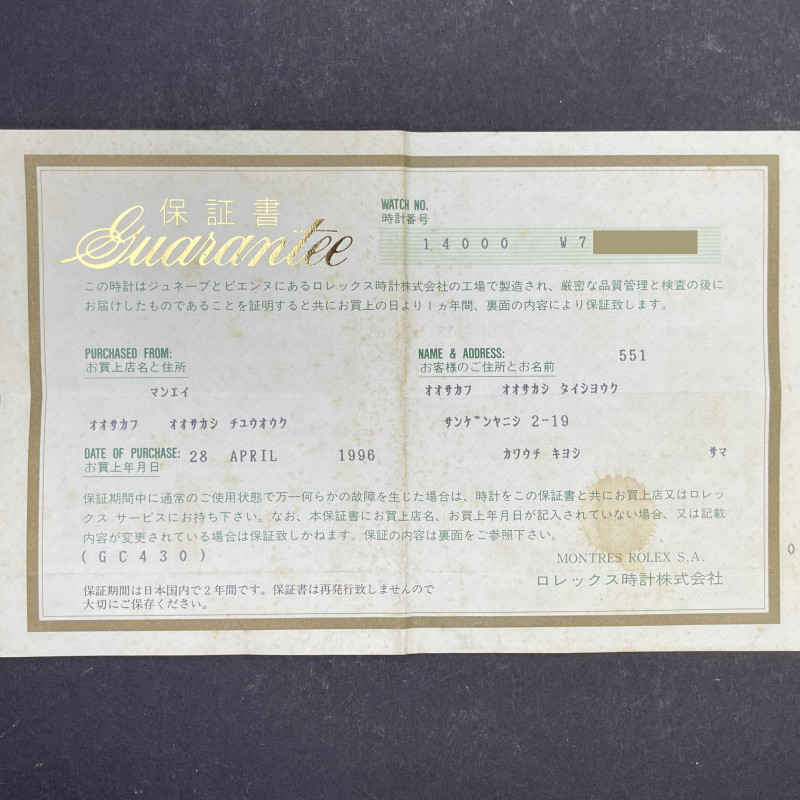 保証書
Guarantee
WATCH NO.
時計番号
14000 W7
この時計はジュネーブとビエンヌにあるロレックス時計株式会社の工場で製造され、厳密な品質管理と検査の後に
お届けしたものであることを証明すると共にお買上の日より1ヵ年間、裏面の内容により保証致します。
PURCHASED FROM:
お買上店名と住所
マンエイ
オオサカフ オオサカシ チユウオウク
NAME & ADDRESS: 551
お客様のご住所とお名前
オオサカフ オオサカシ タイシヨウク
サンゲンヤニシ 2-19
カワウチ キヨシ サマ
DATE OF PURCHASE: 28 APRIL 1996
お買上年月日
保証期間中に通常のご使用状態で万一何らかの故障を生じた場合は、時計をこの保証書と共にお買上店又はロレッ
クス サービスにお持ち下さい。なお、本保証書にお買上店名、お買上年月日が記入されていない場合、又は記載
内容が変更されている場合は保証致しかねます。保証の内容は裏面をご参照下さい。
(GC430)
MONTRES ROLEX S.A.
ロレックス時計株式会社
保証期間は日本国内で2年間です。保証書は再発行致しませんので
大切にご保存ください。
0